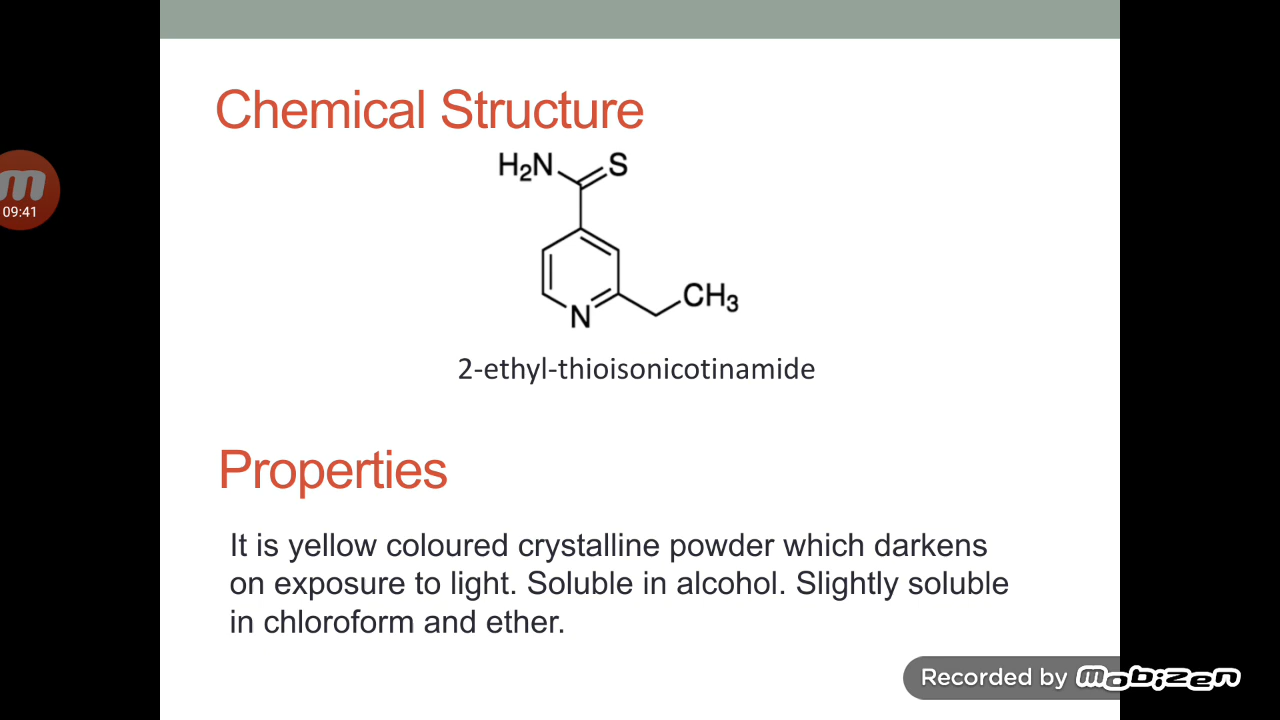 Chemical Structure
H₂N
S
CH₃
N
2-ethyl-thioisonicotinamide
Properties
It is yellow coloured crystalline powder which darkens
on exposure to light. Soluble in alcohol. Slightly soluble
in chloroform and ether.
m
09:41
Recorded by mobizen